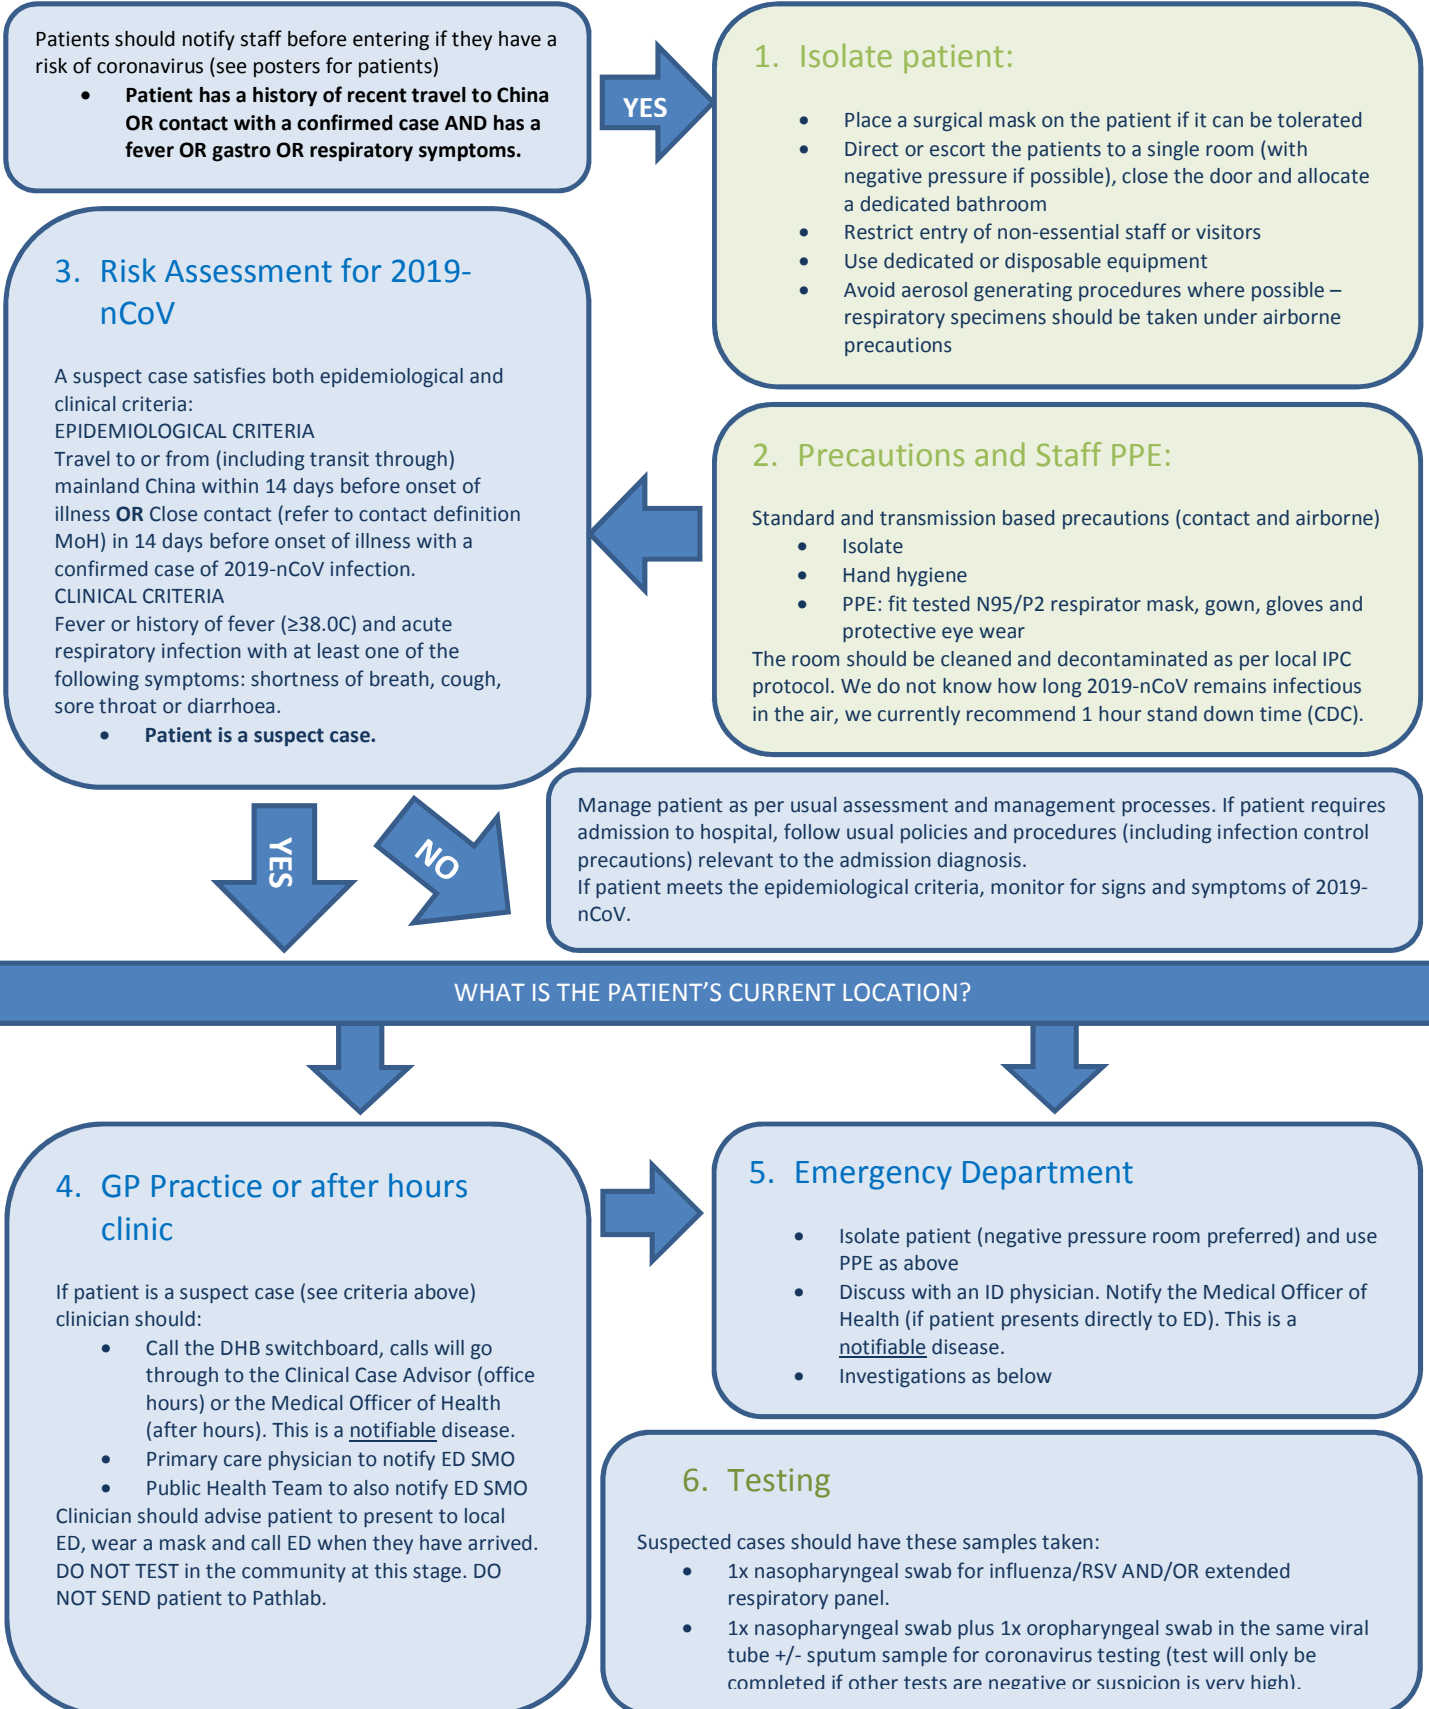 Patients should notify staff before entering if they have a
risk of coronavirus (see posters for patients)
• Patient has a history of recent travel to China
OR contact with a confirmed case AND has a
fever OR gastro OR respiratory symptoms.
YES
1. Isolate patient:
• Place a surgical mask on the patient if it can be tolerated
• Direct or escort the patients to a single room (with
negative pressure if possible), close the door and allocate
a dedicated bathroom
• Restrict entry of non-essential staff or visitors
• Use dedicated or disposable equipment
• Avoid aerosol generating procedures where possible –
respiratory specimens should be taken under airborne
precautions
2. Precautions and Staff PPE:
Standard and transmission based precautions (contact and airborne)
• Isolate
• Hand hygiene
• PPE: fit tested N95/P2 respirator mask, gown, gloves and
protective eye wear
The room should be cleaned and decontaminated as per local IPC
protocol. We do not know how long 2019-nCoV remains infectious
in the air, we currently recommend 1 hour stand down time (CDC).
3. Risk Assessment for 2019-
nCoV
A suspect case satisfies both epidemiological and
clinical criteria:
EPIDEMIOLOGICAL CRITERIA
Travel to or from (including transit through)
mainland China within 14 days before onset of
illness OR Close contact (refer to contact definition
MoH) in 14 days before onset of illness with a
confirmed case of 2019-nCoV infection.
CLINICAL CRITERIA
Fever or history of fever (≥38.0C) and acute
respiratory infection with at least one of the
following symptoms: shortness of breath, cough,
sore throat or diarrhoea.
• Patient is a suspect case.
YES
NO
Manage patient as per usual assessment and management processes. If patient requires
admission to hospital, follow usual policies and procedures (including infection control
precautions) relevant to the admission diagnosis.
If patient meets the epidemiological criteria, monitor for signs and symptoms of 2019-
nCoV.
WHAT IS THE PATIENT'S CURRENT LOCATION?
4. GP Practice or after hours
clinic
If patient is a suspect case (see criteria above)
clinician should:
• Call the DHB switchboard, calls will go
through to the Clinical Case Advisor (office
hours) or the Medical Officer of Health
(after hours). This is a notifiable disease.
• Primary care physician to notify ED SMO
• Public Health Team to also notify ED SMO
Clinician should advise patient to present to local
ED, wear a mask and call ED when they have arrived.
DO NOT TEST in the community at this stage. DO
NOT SEND patient to Pathlab.
5. Emergency Department
• Isolate patient (negative pressure room preferred) and use
PPE as above
• Discuss with an ID physician. Notify the Medical Officer of
Health (if patient presents directly to ED). This is a
notifiable disease.
• Investigations as below
6. Testing
Suspected cases should have these samples taken:
• 1x nasopharyngeal swab for influenza/RSV AND/OR extended
respiratory panel.
• 1x nasopharyngeal swab plus 1x oropharyngeal swab in the same viral
tube +/- sputum sample for coronavirus testing (test will only be
completed if other tests are negative or suspicion is very high).